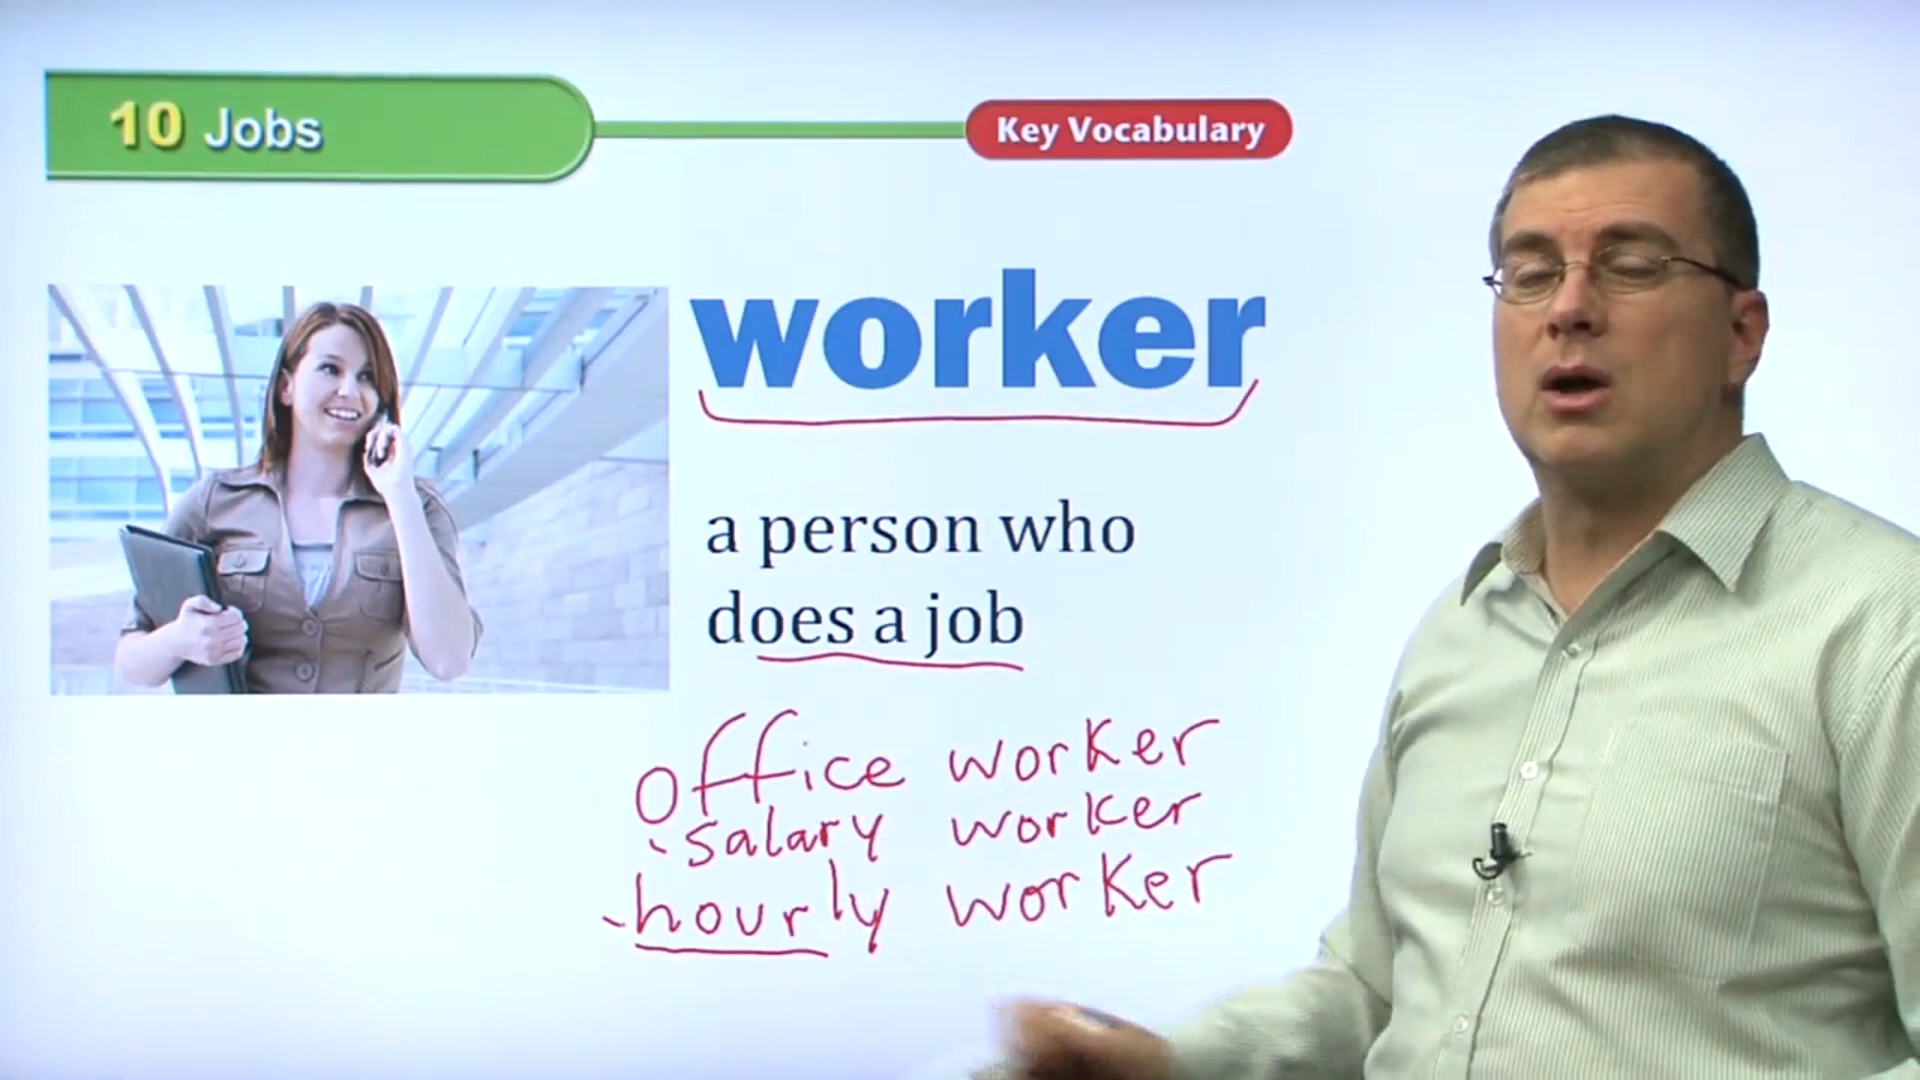 10 Jobs
Key Vocabulary
worker
a person who
does a job
office worker
salary worker
hourly worker